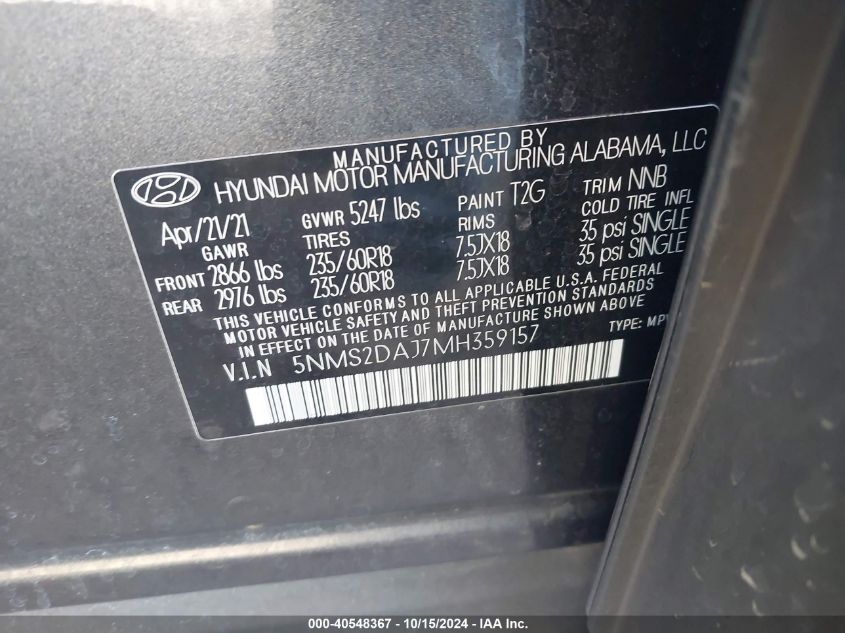 MANUFACTURED BY
HYUNDAI MOTOR MANUFACTURING ALABAMA, LLC
Apr/21/21 GVWR 5247 lbs PAINT T2G TRIM NNB
GAWR TIRES RIMS COLD TIRE INFL
FRONT 2866 lbs 235/60R18 7.5JX18 35 psi SINGLE
REAR 2976 lbs 235/60R18 7.5JX18 35 psi SINGLE
THIS VEHICLE CONFORMS TO ALL APPLICABLE U.S.A. FEDERAL
MOTOR VEHICLE SAFETY AND THEFT PREVENTION STANDARDS
IN EFFECT ON THE DATE OF MANUFACTURE SHOWN ABOVE
V.I.N 5NMS2DAJ7MH359157 TYPE: MPV
000-40548367 - 10/15/2024 - IAA Inc.